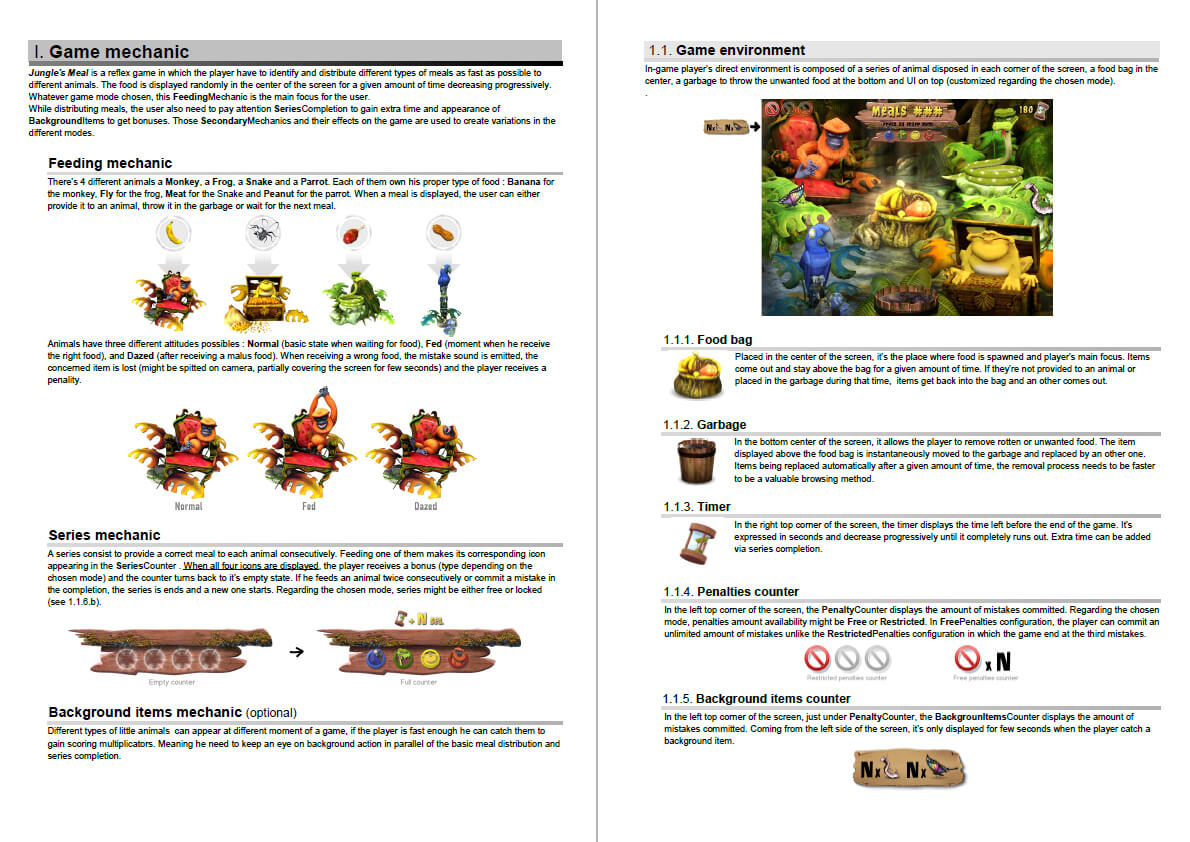 I. Game mechanic
Jungle's Meal is a reflex game in which the player have to identify and distribute different types of meals as fast as possible to
different animals. The food is displayed randomly in the center of the screen for a given amount of time decreasing progressively.
Whatever game mode chosen, this FeedingMechanic is the main focus for the user.
While distributing meals, the user also need to pay attention SeriesCompletion to gain extra time and appearance of
BackgroundItems to get bonuses. Those SecondaryMechanics and their effects on the game are used to create variations in the
different modes.
Feeding mechanic
There's 4 different animals a Monkey, a Frog, a Snake and a Parrot. Each of them own his proper type of food : Banana for
the monkey, Fly for the frog, Meat for the Snake and Peanut for the parrot. When a meal is displayed, the user can either
provide it to an animal, throw it in the garbage or wait for the next meal.
Animals have three different attitudes possibles : Normal (basic state when waiting for food), Fed (moment when he receive
the right food), and Dazed (after receiving a malus food). When receiving a wrong food, the mistake sound is emitted, the
concerned item is lost (might be spitted on camera, partially covering the screen for few seconds) and the player receives a
penality.
Normal Fed Dazed
Series mechanic
A series consist to provide a correct meal to each animal consecutively. Feeding one of them makes its corresponding icon
appearing in the SeriesCounter . When all four icons are displayed, the player receives a bonus (type depending on the
chosen mode) and the counter turns back to it's empty state. If he feeds an animal twice consecutively or commit a mistake in
the completion, the series is ends and a new one starts. Regarding the chosen mode, series might be either free or locked
(see 1.1.6.b).
+ N sec.
Empty counter Full counter
Background items mechanic (optional)
Different types of little animals can appear at different moment of a game, if the player is fast enough he can catch them to
gain scoring multiplicators. Meaning he need to keep an eye on background action in parallel of the basic meal distribution and
series completion.
1.1. Game environment
In-game player's direct environment is composed of a series of animal disposed in each corner of the screen, a food bag in the
center, a garbage to throw the unwanted food at the bottom and UI on top (customized regarding the chosen mode).
.
Meals ### 180
Nx Nx
1.1.1. Food bag
Placed in the center of the screen, it's the place where food is spawned and player's main focus. Items
come out and stay above the bag for a given amount of time. If they're not provided to an animal or
placed in the garbage during that time, items get back into the bag and an other comes out.
1.1.2. Garbage
In the bottom center of the screen, it allows the player to remove rotten or unwanted food. The item
displayed above the food bag is instantaneously moved to the garbage and replaced by an other one.
Items being replaced automatically after a given amount of time, the removal process needs to be faster
to be a valuable browsing method.
1.1.3. Timer
In the right top corner of the screen, the timer displays the time left before the end of the game. It's
expressed in seconds and decrease progressively until it completely runs out. Extra time can be added
via series completion.
1.1.4. Penalties counter
In the left top corner of the screen, the PenaltyCounter displays the amount of mistakes committed. Regarding the chosen
mode, penalties amount availability might be Free or Restricted. In FreePenalties configuration, the player can commit an
unlimited amount of mistakes unlike the RestrictedPenalties configuration in which the game end at the third mistakes.
x N
Restricted penalties counter Free penalties counter
1.1.5. Background items counter
In the left top corner of the screen, just under PenaltyCounter, the BackgrounItemsCounter displays the amount of
mistakes committed. Coming from the left side of the screen, it's only displayed for few seconds when the player catch a
background item.
Nx Nx